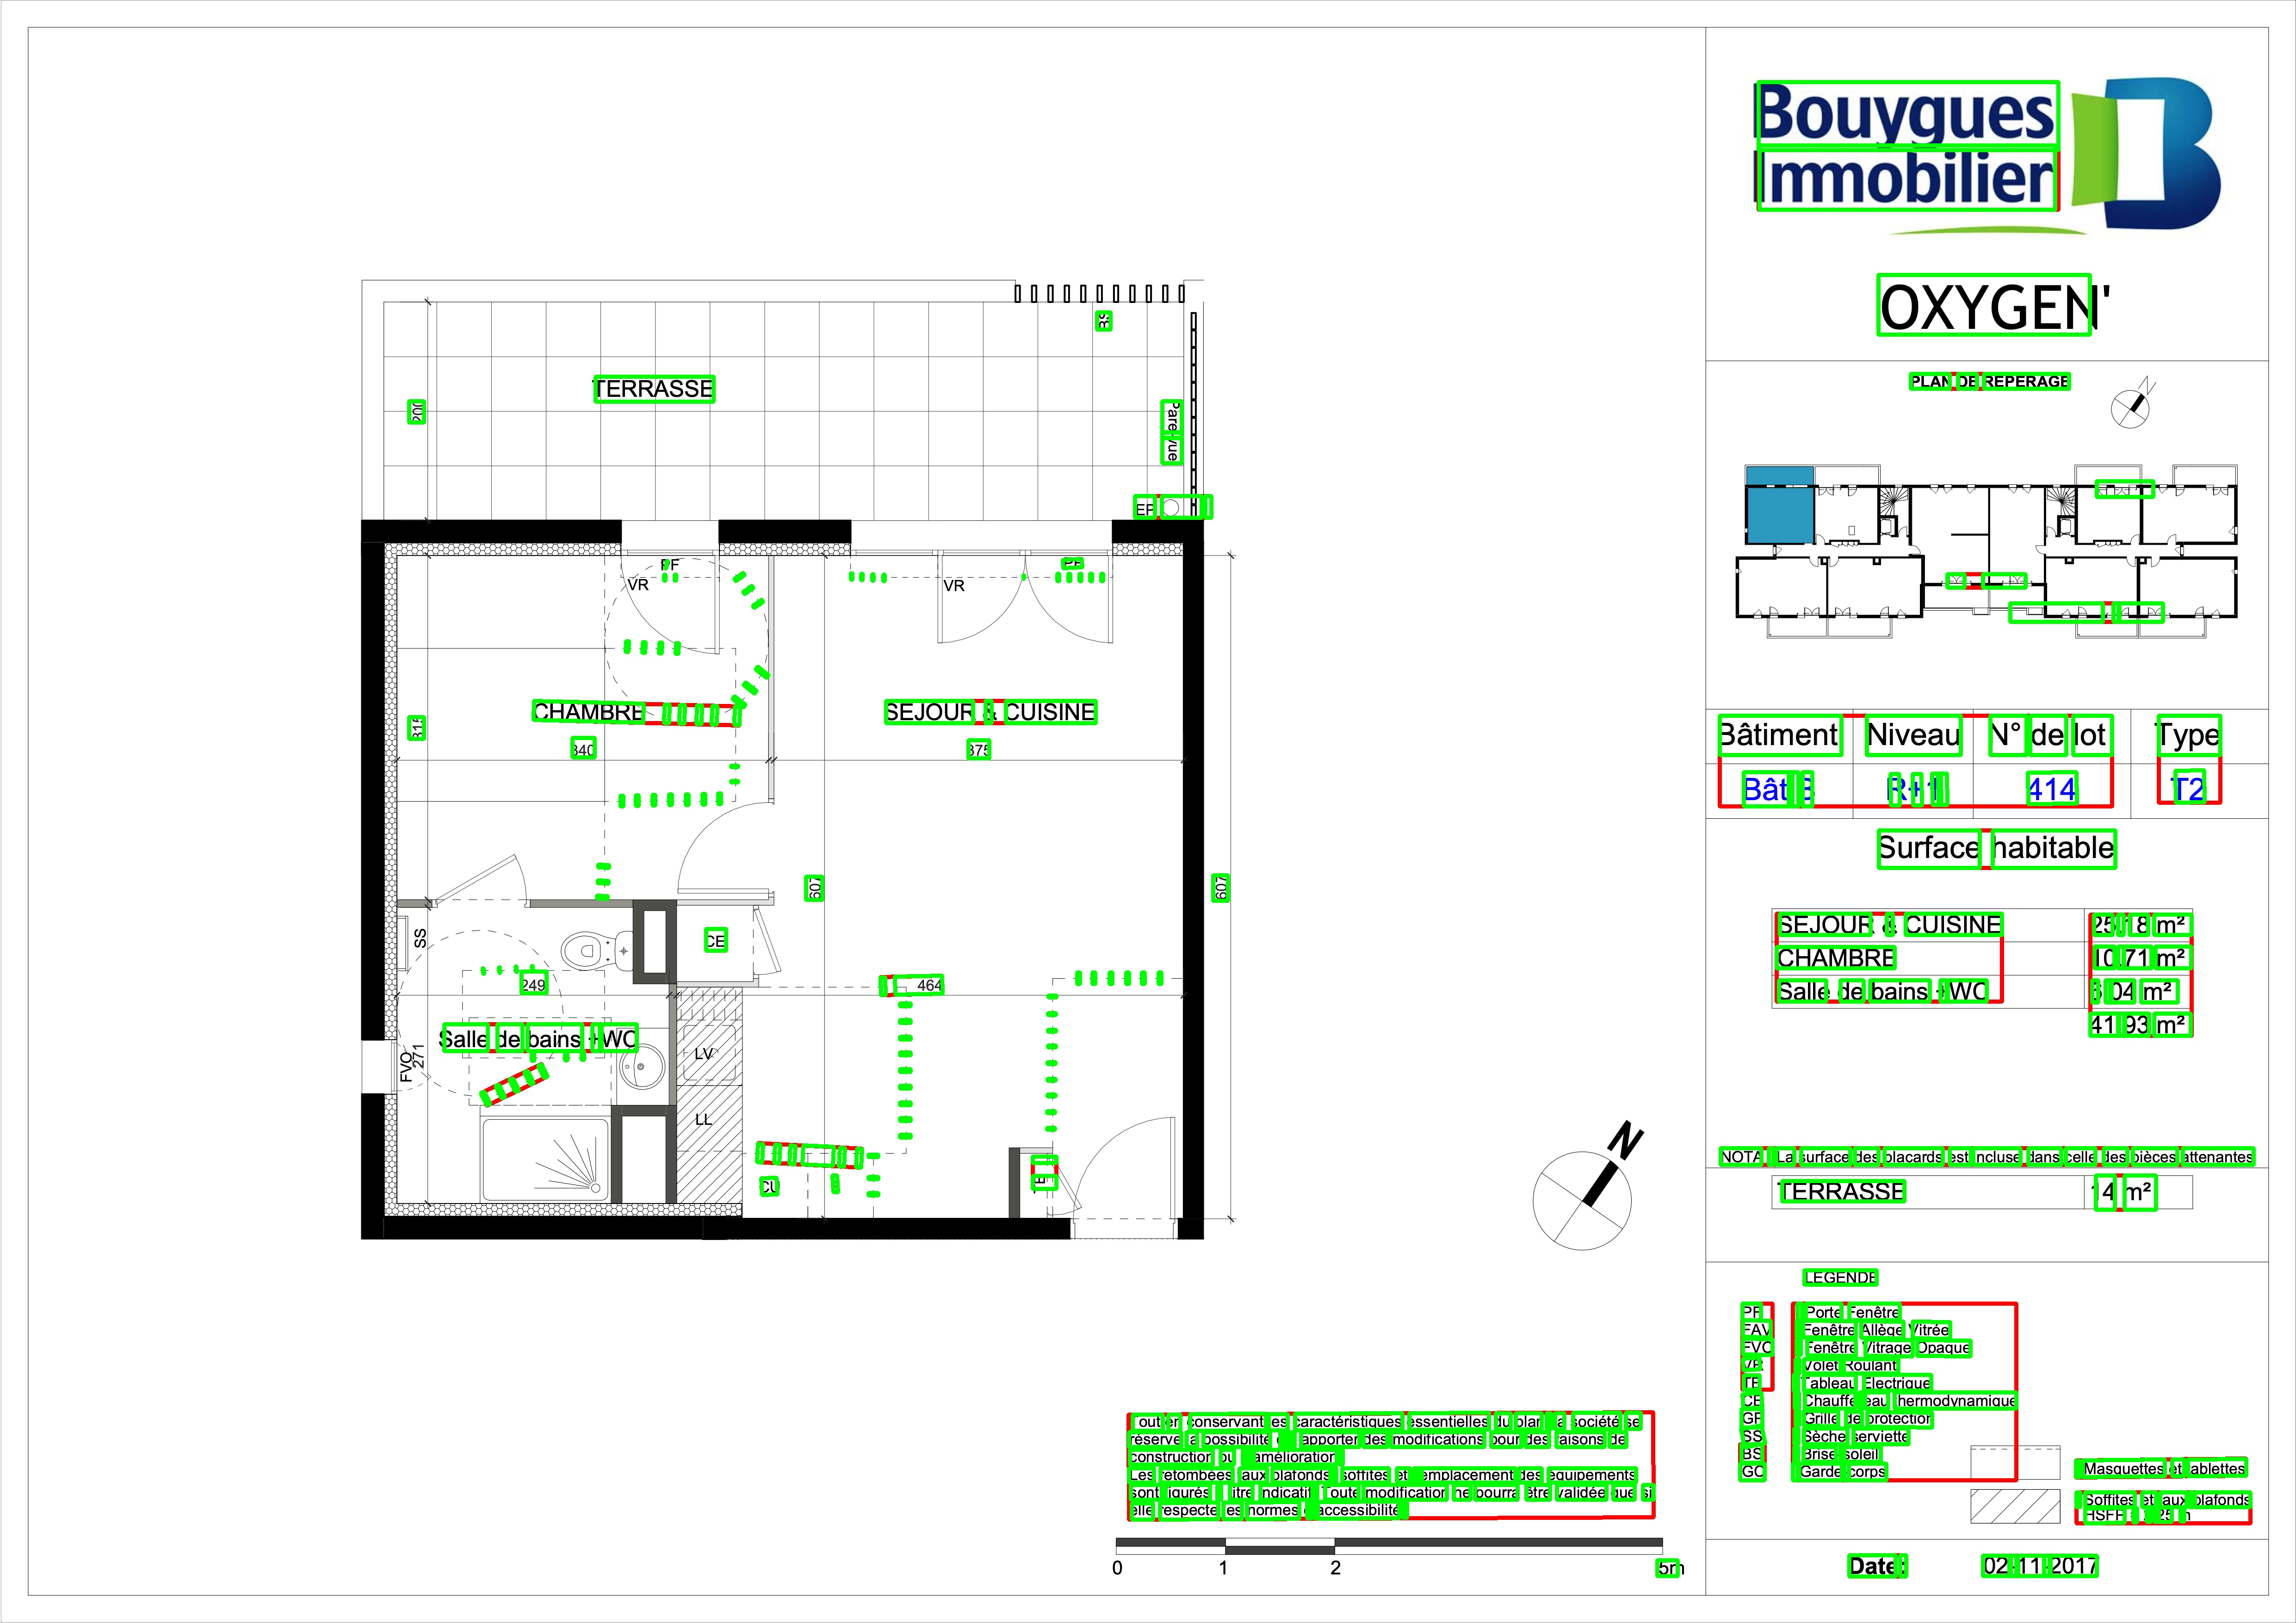 Bouygues
Immobilier
OXYGEN'
PLAN DE REPERAGE
N
Bâtiment Niveau N° de lot Type
Bât B R+1 414 T2
Surface habitable
SEJOUR & CUISINE 25.18 m²
CHAMBRE 10.71 m²
Salle de bains +WC 6.04 m²
41.93 m²
NOTA : La surface des placards est incluse dans celle des pièces attenantes
TERRASSE 14 m²
LEGENDE
PF : Porte Fenêtre
FAV : Fenêtre Allège Vitrée
FVO : Fenêtre Vitrage Opaque
VR : Volet Roulant
TE : Tableau Electrique
CE : Chauffe eau thermodynamique
GP : Grille de protection
SS : Sèche serviette
BS : Brise soleil
GC : Garde corps
: Masquettes et tablettes
: Soffites et faux plafonds
Date: 02-11-2017
BS
TERRASSE
200
Pare-vue
EP
PF
VR
VR
PF
CHAMBRE
SEJOUR & CUISINE
315
340
375
607
607
SS
CE
249
464
Salle de bains +WC
FVO
271
LV
LL
CU
N
Tout en conservant les caractéristiques essentielles du plan, la société se
réserve la possibilité d'apporter des modifications pour des raisons de
construction ou d'amélioration.
Les retombées, faux plafonds, soffites et l'emplacement des équipements
sont figurés à titre indicatif. Toute modification ne pourra être validée que si
elle respecte les normes d'accessibilité.
0 1 2 5m